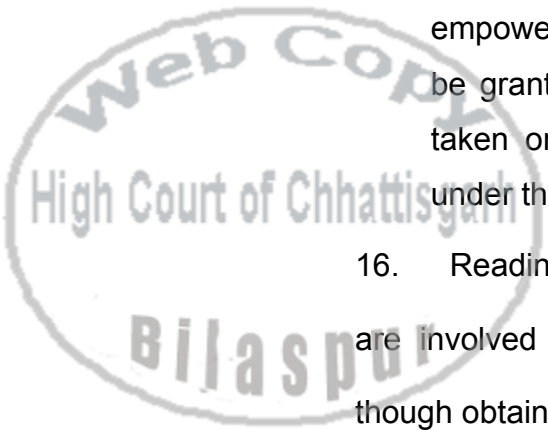 Web Copy
High Court of Chhattisgarh
Bilaspur
empowe
be grant
taken or
under th
16. Readin
are involved
though obtain